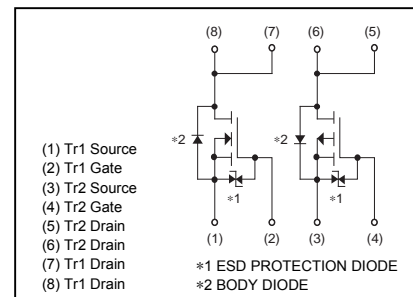 (8) (7) (6) (5)
∗2 ∗2
∗1 ∗1
(1) (2) (3) (4)
(1) Tr1 Source
(2) Tr1 Gate
(3) Tr2 Source
(4) Tr2 Gate
(5) Tr2 Drain
(6) Tr2 Drain
(7) Tr1 Drain
(8) Tr1 Drain
∗1 ESD PROTECTION DIODE
∗2 BODY DIODE